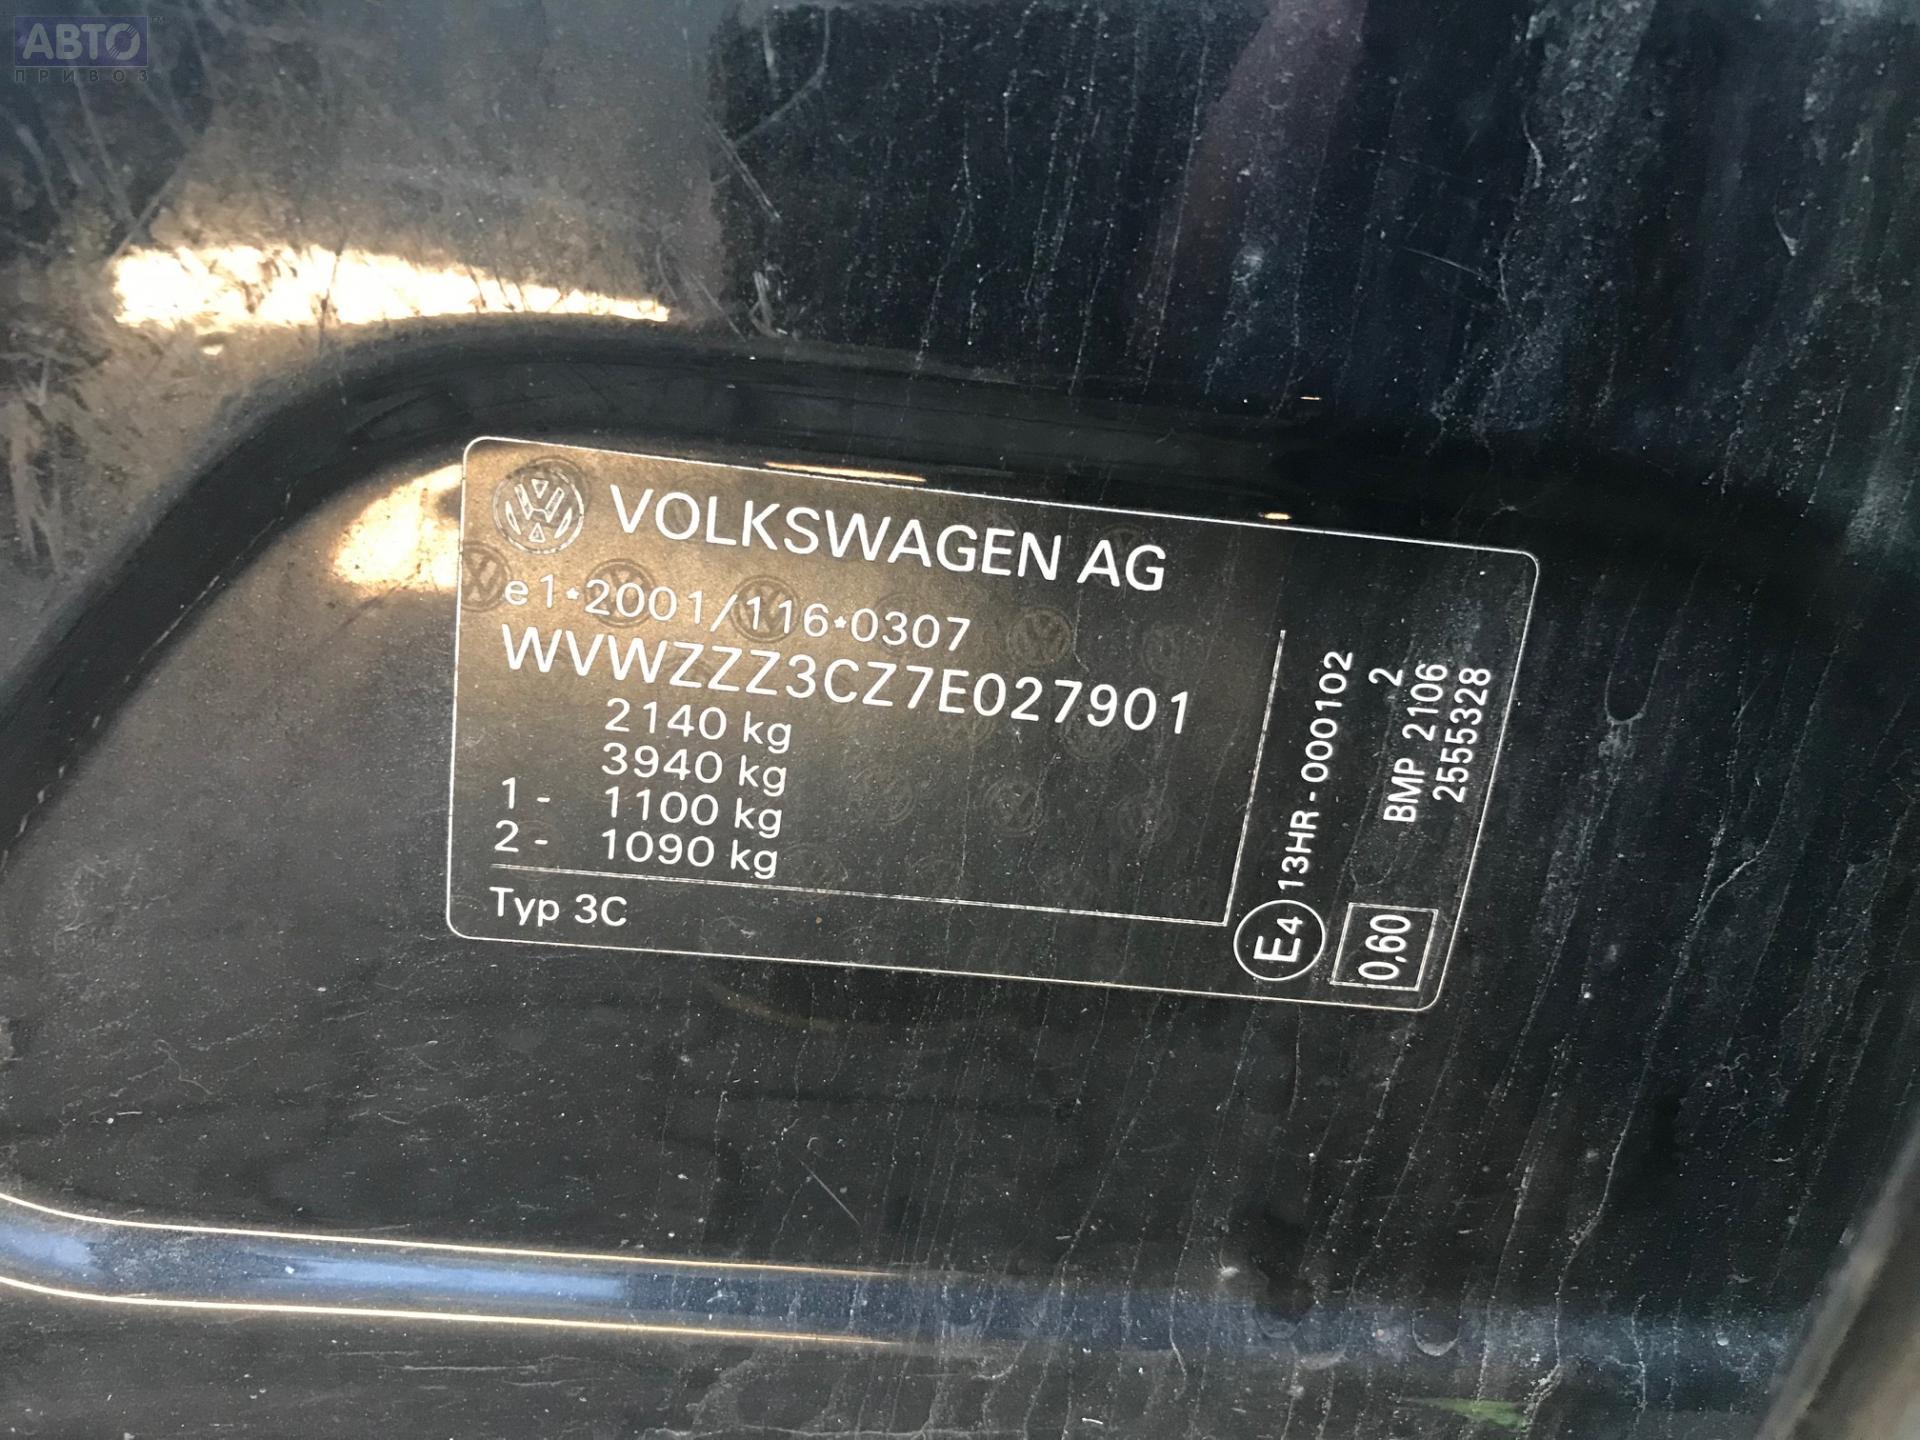 АВТО
ПРИВОЗ
VOLKSWAGEN AG
e1*2001/116*0307
WVWZZZ3CZ7E027901
2140 kg
3940 kg
1 - 1100 kg
2 - 1090 kg
Typ 3C
E4 13HR - 000102
2
BMP 2106
2555328
0,60